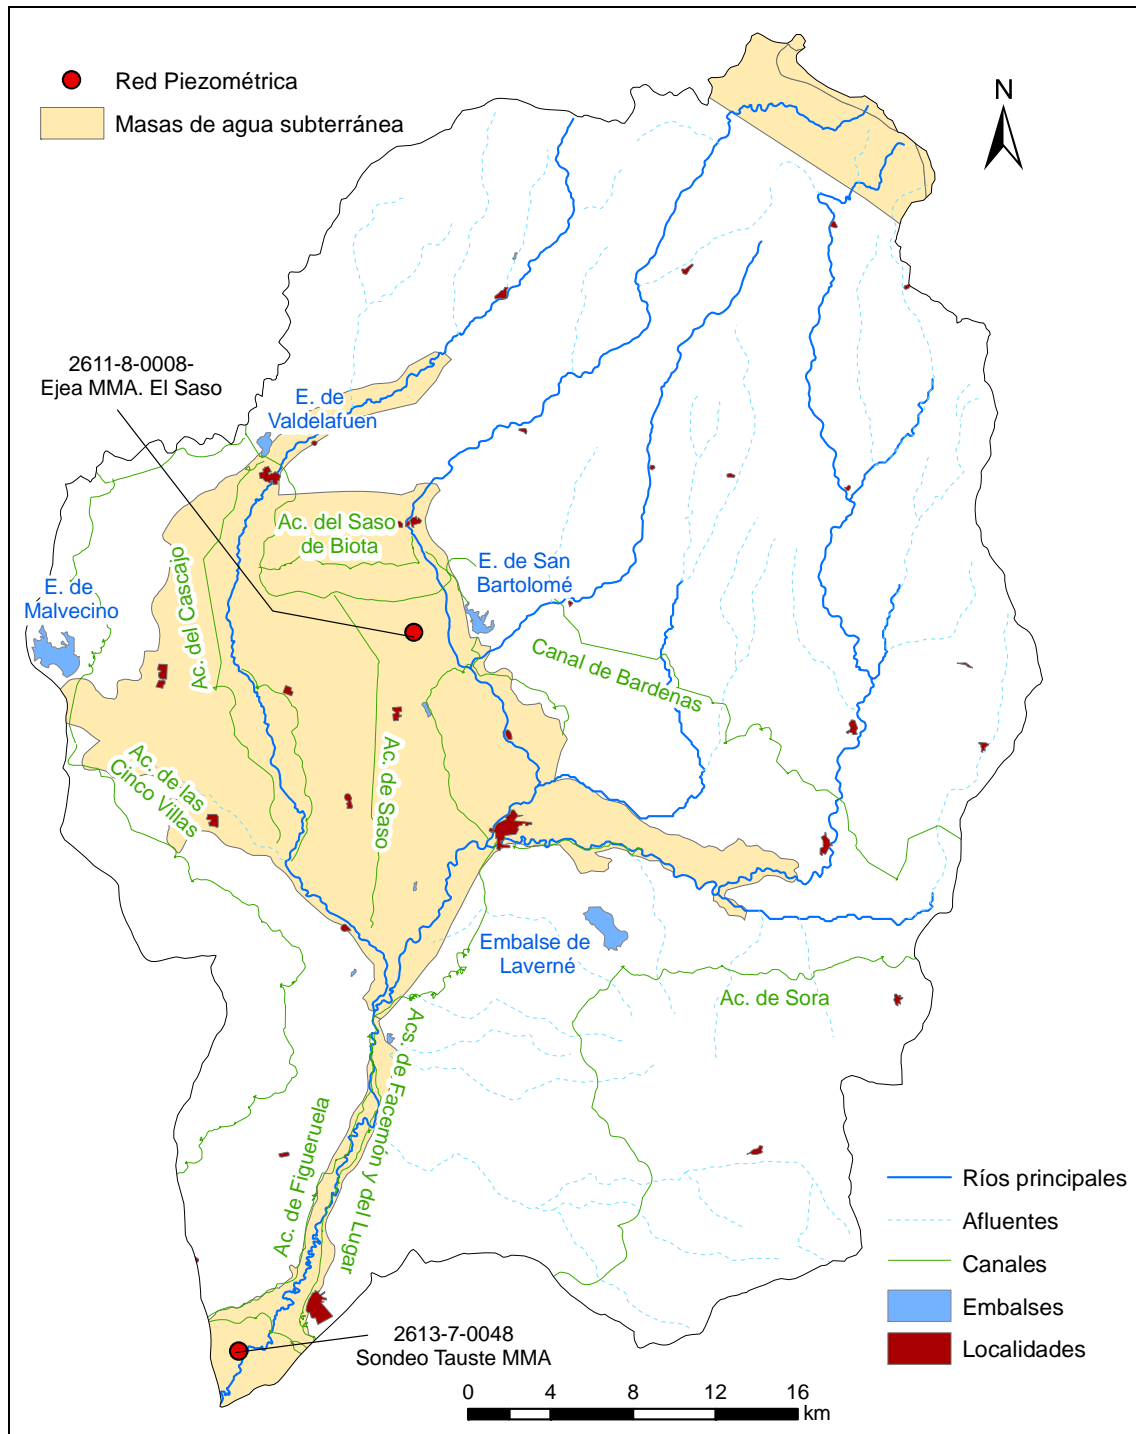 Red Piezométrica
Masas de agua subterránea
N
2611-8-0008-
Ejea MMA. El Saso
E. de
Valdelafuen
Ac. del Saso
de Biota
E. de San
Bartolomé
E. de
Malvecino
Ac. del Cascajo
Canal de Bardenas
Ac. de las
Cinco Villas
Ac. de Saso
Embalse de
Laverné
Ac. de Sora
Acs. de Facemón y del Lugar
Ac. de Figueruela
Ríos principales
Afluentes
Canales
Embalses
Localidades
2613-7-0048
Sondeo Tauste MMA
0 4 8 12 16
km